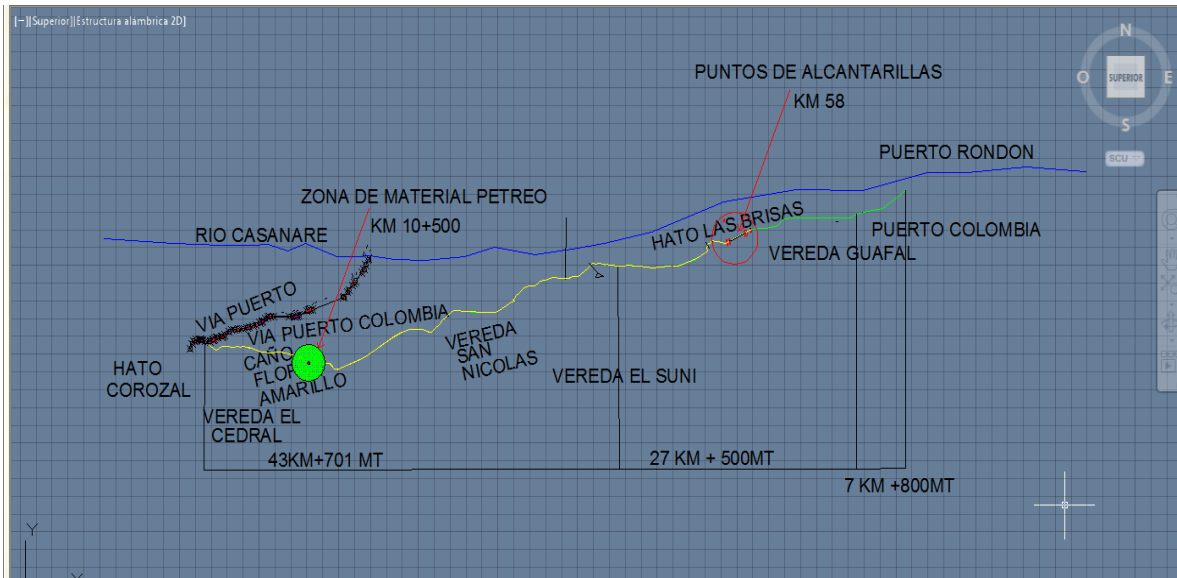 [−][Superior][Estructura alámbrica 2D]
N
O
SUPERIOR
E
S
SCU
PUNTOS DE ALCANTARILLAS
KM 58
PUERTO RONDON
ZONA DE MATERIAL PETREO
KM 10+500
RIO CASANARE
HATO LAS BRISAS
PUERTO COLOMBIA
VEREDA GUAFAL
VIA PUERTO
VIA PUERTO COLOMBIA
HATO
COROZAL
CAÑO
FLOR
AMARILLO
VEREDA
SAN
NICOLAS
VEREDA EL SUNI
VEREDA EL
CEDRAL
43KM+701 MT
27 KM + 500MT
7 KM +800MT
Y